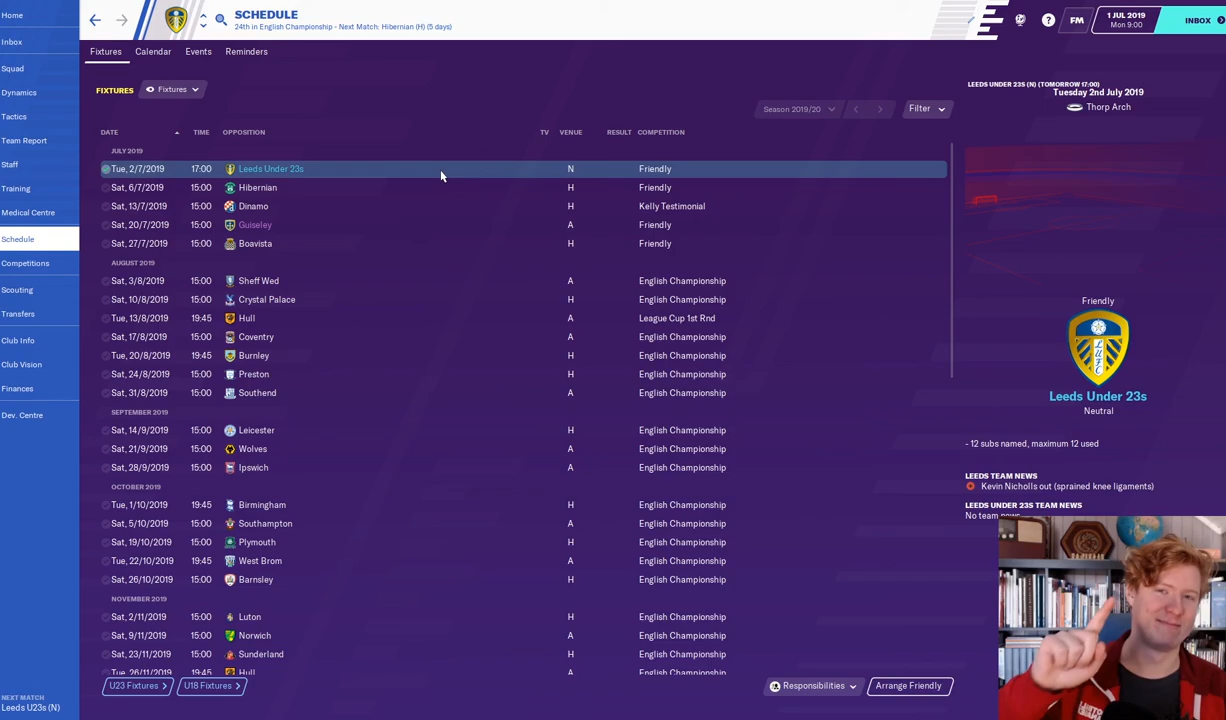 Home
SCHEDULE
24th in English Championship - Next Match: Hibernian (H) (5 days)
FM
1 JUL 2019
Mon 9:00
INBOX
Inbox
Squad
Dynamics
Tactics
Team Report
Staff
Training
Medical Centre
Schedule
Competitions
Scouting
Transfers
Club Info
Club Vision
Finances
Dev. Centre
NEXT MATCH
Leeds U23s (N)
Fixtures Calendar Events Reminders
FIXTURES Fixtures
Season 2019/20 Filter
DATE TIME OPPOSITION TV VENUE RESULT COMPETITION
JULY 2019
Tue, 2/7/2019 17:00 Leeds Under 23s N Friendly
Sat, 6/7/2019 15:00 Hibernian H Friendly
Sat, 13/7/2019 15:00 Dinamo H Kelly Testimonial
Sat, 20/7/2019 15:00 Guiseley A Friendly
Sat, 27/7/2019 15:00 Boavista H Friendly
AUGUST 2019
Sat, 3/8/2019 15:00 Sheff Wed A English Championship
Sat, 10/8/2019 15:00 Crystal Palace H English Championship
Tue, 13/8/2019 19:45 Hull A League Cup 1st Rnd
Sat, 17/8/2019 15:00 Coventry A English Championship
Tue, 20/8/2019 19:45 Burnley H English Championship
Sat, 24/8/2019 15:00 Preston H English Championship
Sat, 31/8/2019 15:00 Southend A English Championship
SEPTEMBER 2019
Sat, 14/9/2019 15:00 Leicester H English Championship
Sat, 21/9/2019 15:00 Wolves A English Championship
Sat, 28/9/2019 15:00 Ipswich A English Championship
OCTOBER 2019
Tue, 1/10/2019 19:45 Birmingham H English Championship
Sat, 5/10/2019 15:00 Southampton A English Championship
Sat, 19/10/2019 15:00 Plymouth H English Championship
Tue, 22/10/2019 19:45 West Brom A English Championship
Sat, 26/10/2019 15:00 Barnsley H English Championship
NOVEMBER 2019
Sat, 2/11/2019 15:00 Luton H English Championship
Sat, 9/11/2019 15:00 Norwich A English Championship
Sat, 23/11/2019 15:00 Sunderland H English Championship
Tue, 26/11/2019 19:45 Hull A English Championship
U23 Fixtures U18 Fixtures Responsibilities Arrange Friendly
LEEDS UNDER 23S (N) (TOMORROW 17:00)
Tuesday 2nd July 2019
Thorp Arch
Friendly
LUFC
Leeds Under 23s
Neutral
- 12 subs named, maximum 12 used
LEEDS TEAM NEWS
Kevin Nicholls out (sprained knee ligaments)
LEEDS UNDER 23S TEAM NEWS
No team news